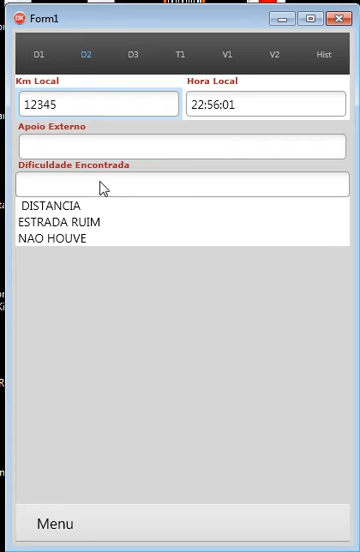 DX Form1
D1 D2 D3 T1 V1 V2 Hist
Km Local Hora Local
12345 22:56:01
Apoio Externo
Dificuldade Encontrada
DISTANCIA
ESTRADA RUIM
NAO HOUVE
Menu